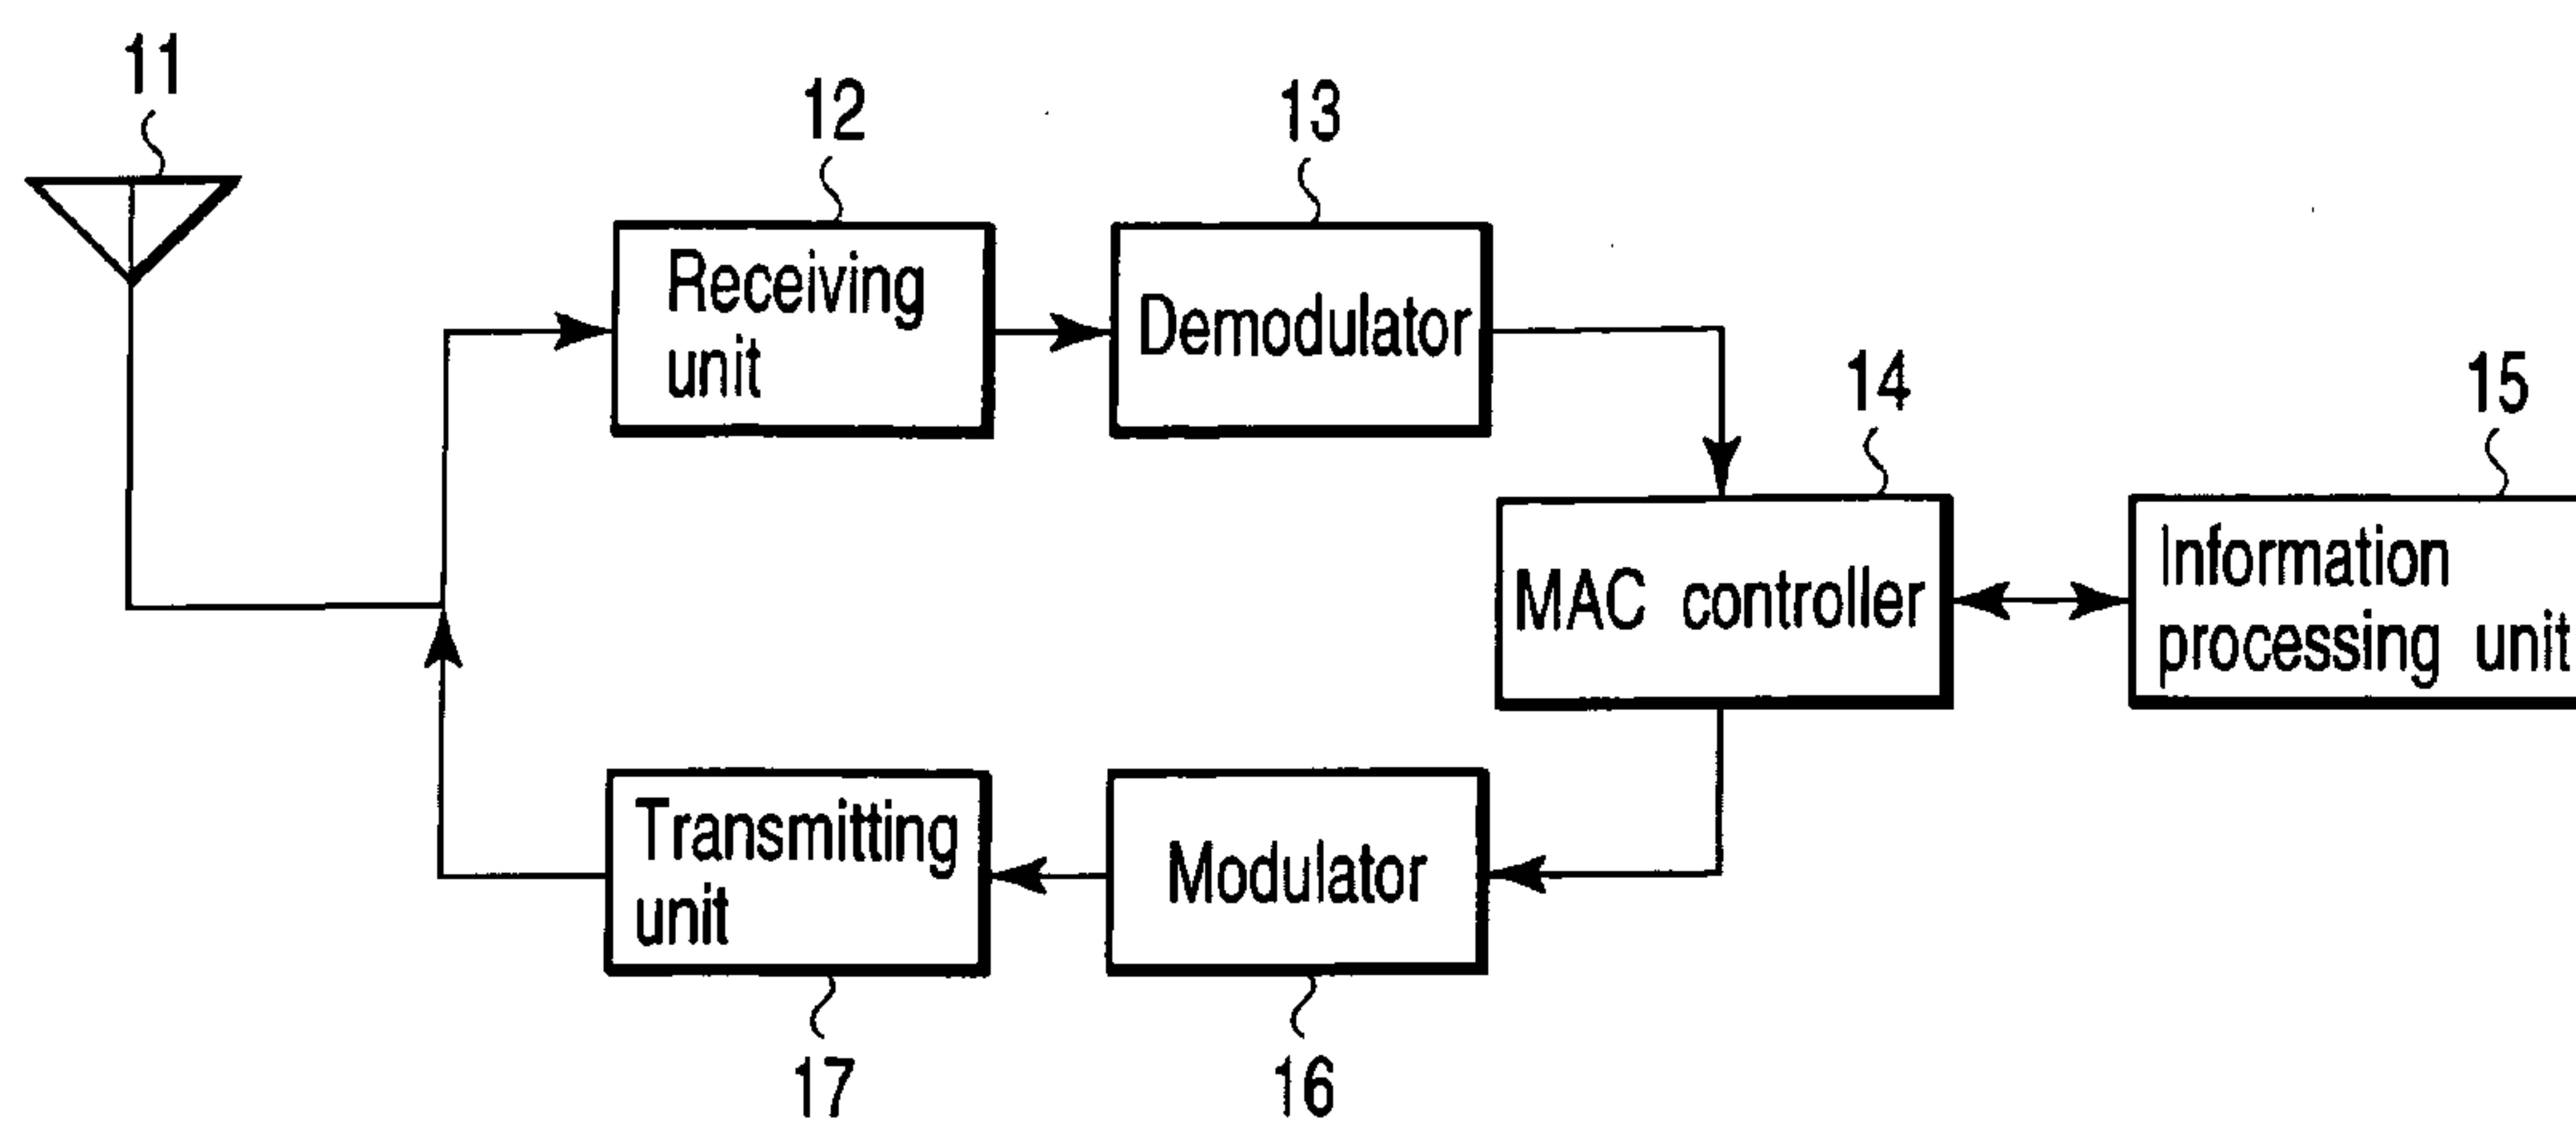 11
12
13
Receiving
unit
Demodulator
14
15
MAC controller
Information
processing unit
Transmitting
unit
Modulator
17
16